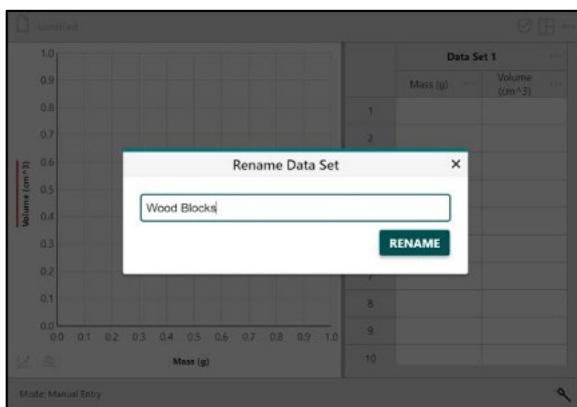 Untitled
1.0
0.9
0.8
0.7
0.6
0.5
0.4
0.3
0.2
0.1
0.0
Volume (cm^3)
0.0 0.1 0.2 0.3 0.4 0.5 0.6 0.7 0.8 0.9 1.0
Mass (g)
Data Set 1
Mass (g)
Volume
(cm^3)
1
2
7
8
9
10
Rename Data Set
Wood Blocks
RENAME
Mode: Manual Entry